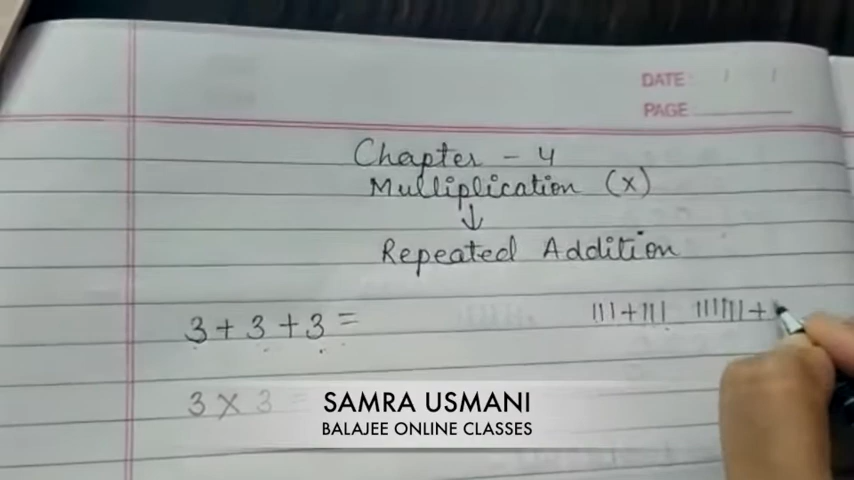 DATE: / /
PAGE
Chapter - 4
Multiplication (x)
↓
Repeated Addition
3 + 3 + 3 =
||| + ||| |||||| +
3 x 3 =
SAMRA USMANI
BALAJEE ONLINE CLASSES